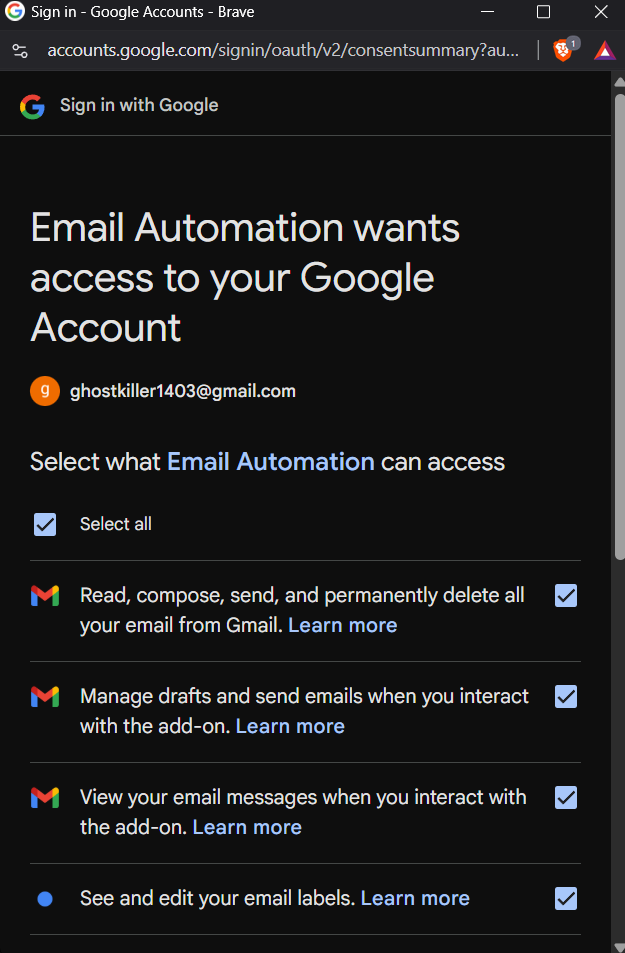 Sign in - Google Accounts - Brave
accounts.google.com/signin/oauth/v2/consentsummary?au...
1
Sign in with Google
Email Automation wants
access to your Google
Account
g
ghostkiller1403@gmail.com
Select what Email Automation can access
Select all
Read, compose, send, and permanently delete all
your email from Gmail. Learn more
Manage drafts and send emails when you interact
with the add-on. Learn more
View your email messages when you interact with
the add-on. Learn more
See and edit your email labels. Learn more